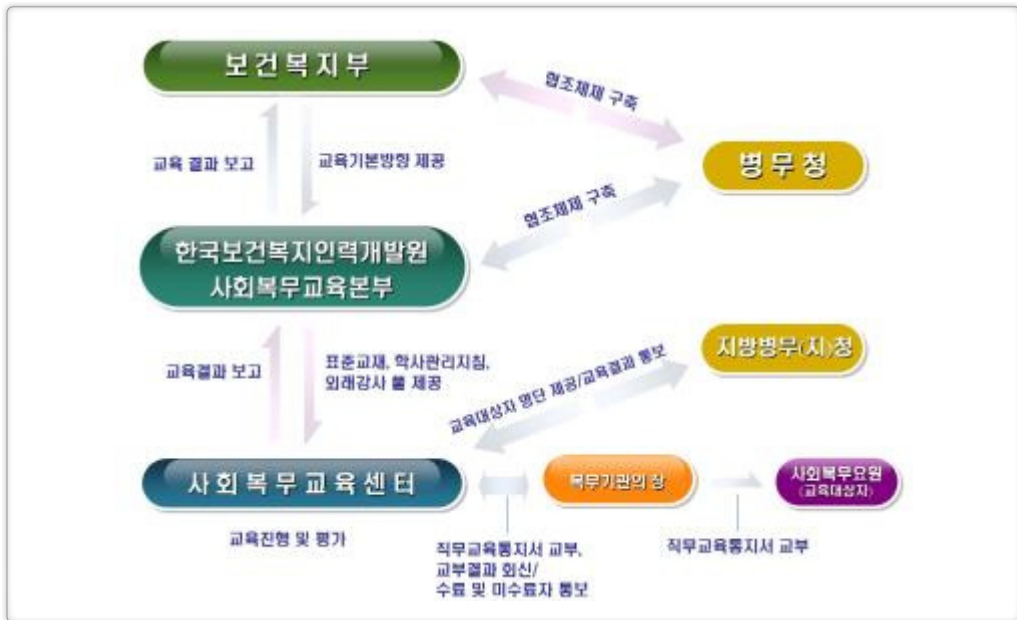 보건복지부
협조체제 구축
병무청
교육 결과 보고
교육기본방향 제공
협조체제 구축
한국보건복지인력개발원
사회복무교육본부
지방병무(지)청
교육결과 보고
표준교재, 학사관리지침,
외래강사 풀 제공
교육대상자 명단 제공/교육결과 통보
사회복무교육센터
복무기관의 장
사회복무요원
(교육대상자)
교육진행 및 평가
직무교육통지서 교부,
교부결과 회신/
수료 및 미수료자 통보
직무교육통지서 교부